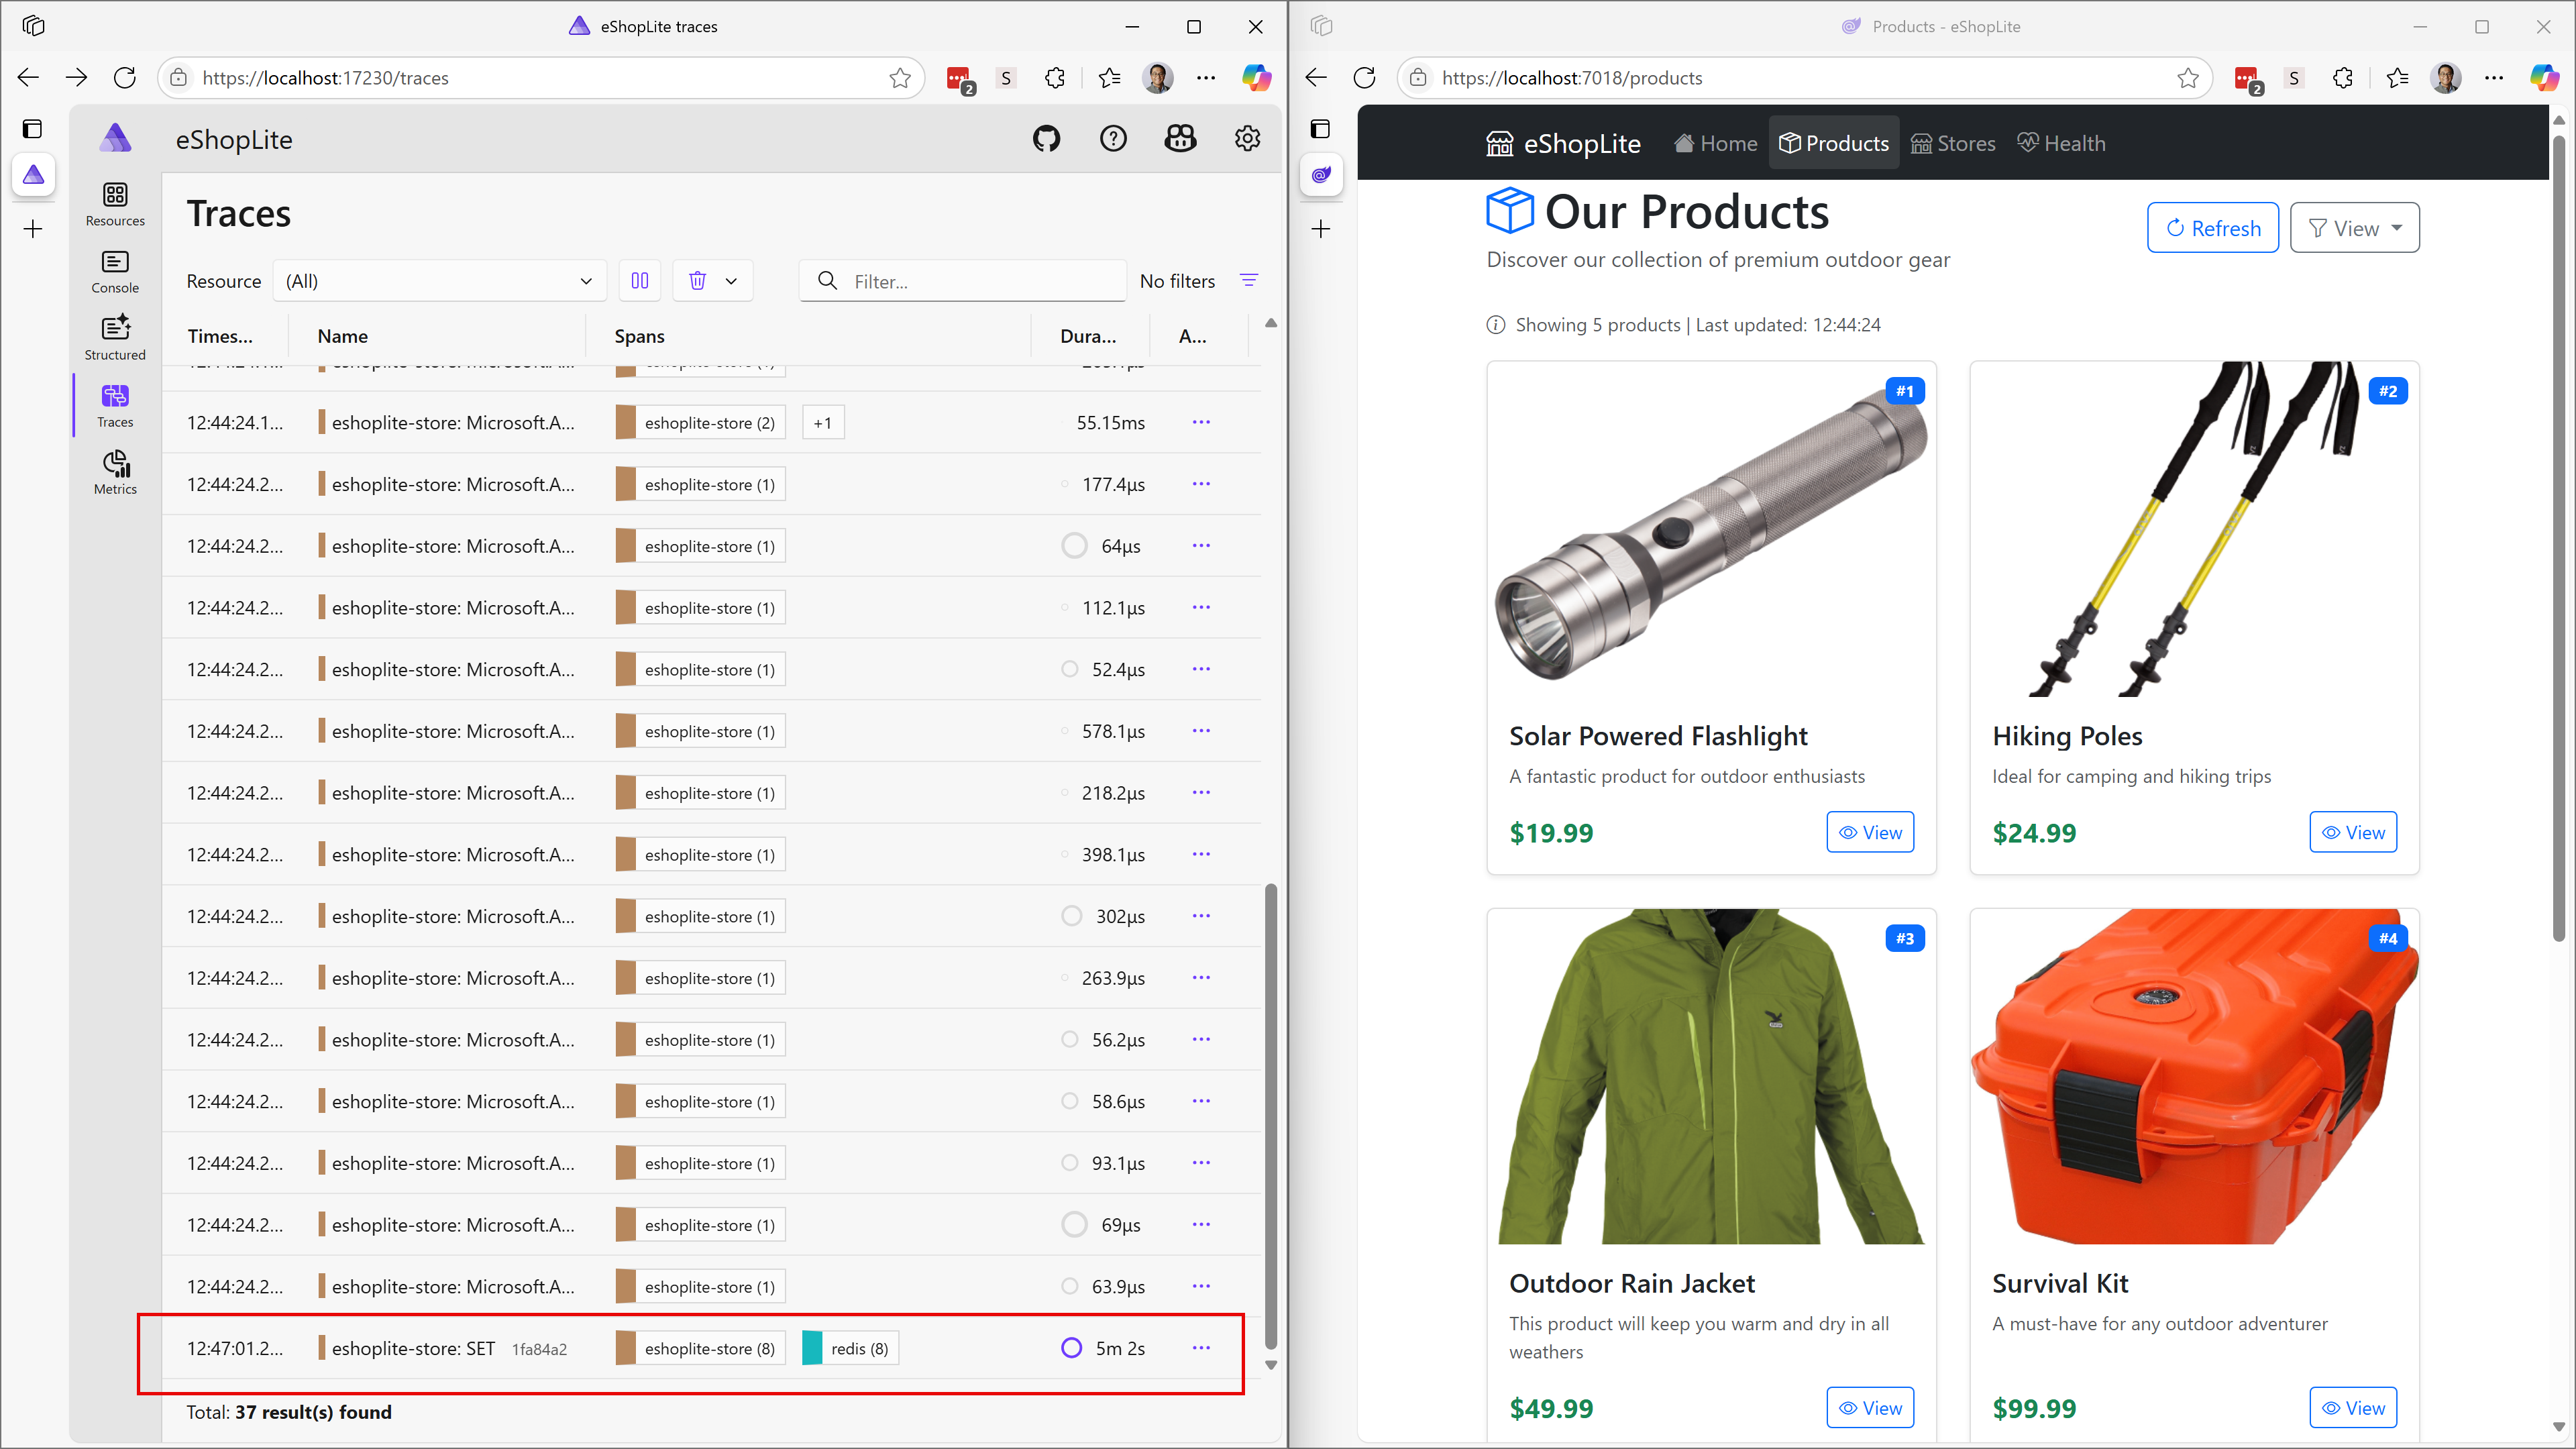 eShopLite traces
https://localhost:17230/traces
2
S
eShopLite
Resources
Console
Structured
Traces
Metrics
Traces
Resource
(All)
Filter...
No filters
Times...
Name
Spans
Dura...
A...
12:44:24.1... eshoplite-store: Microsoft.A... eshoplite-store (2) +1 55.15ms
12:44:24.2... eshoplite-store: Microsoft.A... eshoplite-store (1) 177.4μs
12:44:24.2... eshoplite-store: Microsoft.A... eshoplite-store (1) 64μs
12:44:24.2... eshoplite-store: Microsoft.A... eshoplite-store (1) 112.1μs
12:44:24.2... eshoplite-store: Microsoft.A... eshoplite-store (1) 52.4μs
12:44:24.2... eshoplite-store: Microsoft.A... eshoplite-store (1) 578.1μs
12:44:24.2... eshoplite-store: Microsoft.A... eshoplite-store (1) 218.2μs
12:44:24.2... eshoplite-store: Microsoft.A... eshoplite-store (1) 398.1μs
12:44:24.2... eshoplite-store: Microsoft.A... eshoplite-store (1) 302μs
12:44:24.2... eshoplite-store: Microsoft.A... eshoplite-store (1) 263.9μs
12:44:24.2... eshoplite-store: Microsoft.A... eshoplite-store (1) 56.2μs
12:44:24.2... eshoplite-store: Microsoft.A... eshoplite-store (1) 58.6μs
12:44:24.2... eshoplite-store: Microsoft.A... eshoplite-store (1) 93.1μs
12:44:24.2... eshoplite-store: Microsoft.A... eshoplite-store (1) 69μs
12:44:24.2... eshoplite-store: Microsoft.A... eshoplite-store (1) 63.9μs
12:47:01.2... eshoplite-store: SET 1fa84a2 eshoplite-store (8) redis (8) 5m 2s
Total: 37 result(s) found
Products - eShopLite
https://localhost:7018/products
2
S
eShopLite
Home
Products
Stores
Health
Our Products
Discover our collection of premium outdoor gear
Refresh
View
Showing 5 products | Last updated: 12:44:24
#1
Solar Powered Flashlight
A fantastic product for outdoor enthusiasts
$19.99
View
#2
Hiking Poles
Ideal for camping and hiking trips
$24.99
View
#3
Outdoor Rain Jacket
This product will keep you warm and dry in all
weathers
$49.99
View
#4
Survival Kit
A must-have for any outdoor adventurer
$99.99
View